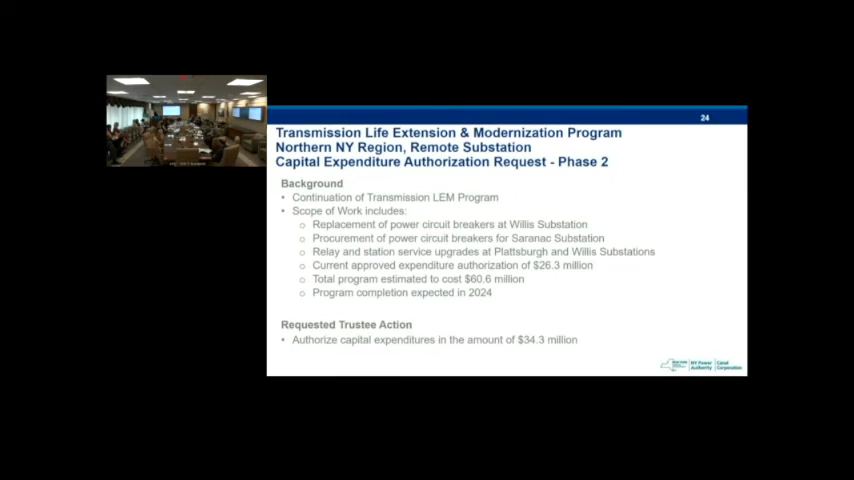 24
Transmission Life Extension & Modernization Program
Northern NY Region, Remote Substation
Capital Expenditure Authorization Request - Phase 2
Background
• Continuation of Transmission LEM Program
• Scope of Work includes:
o Replacement of power circuit breakers at Willis Substation
o Procurement of power circuit breakers for Saranac Substation
o Relay and station service upgrades at Plattsburgh and Willis Substations
o Current approved expenditure authorization of $26.3 million
o Total program estimated to cost $60.6 million
o Program completion expected in 2024
Requested Trustee Action
• Authorize capital expenditures in the amount of $34.3 million
NY Power Authority
Canal Corporation